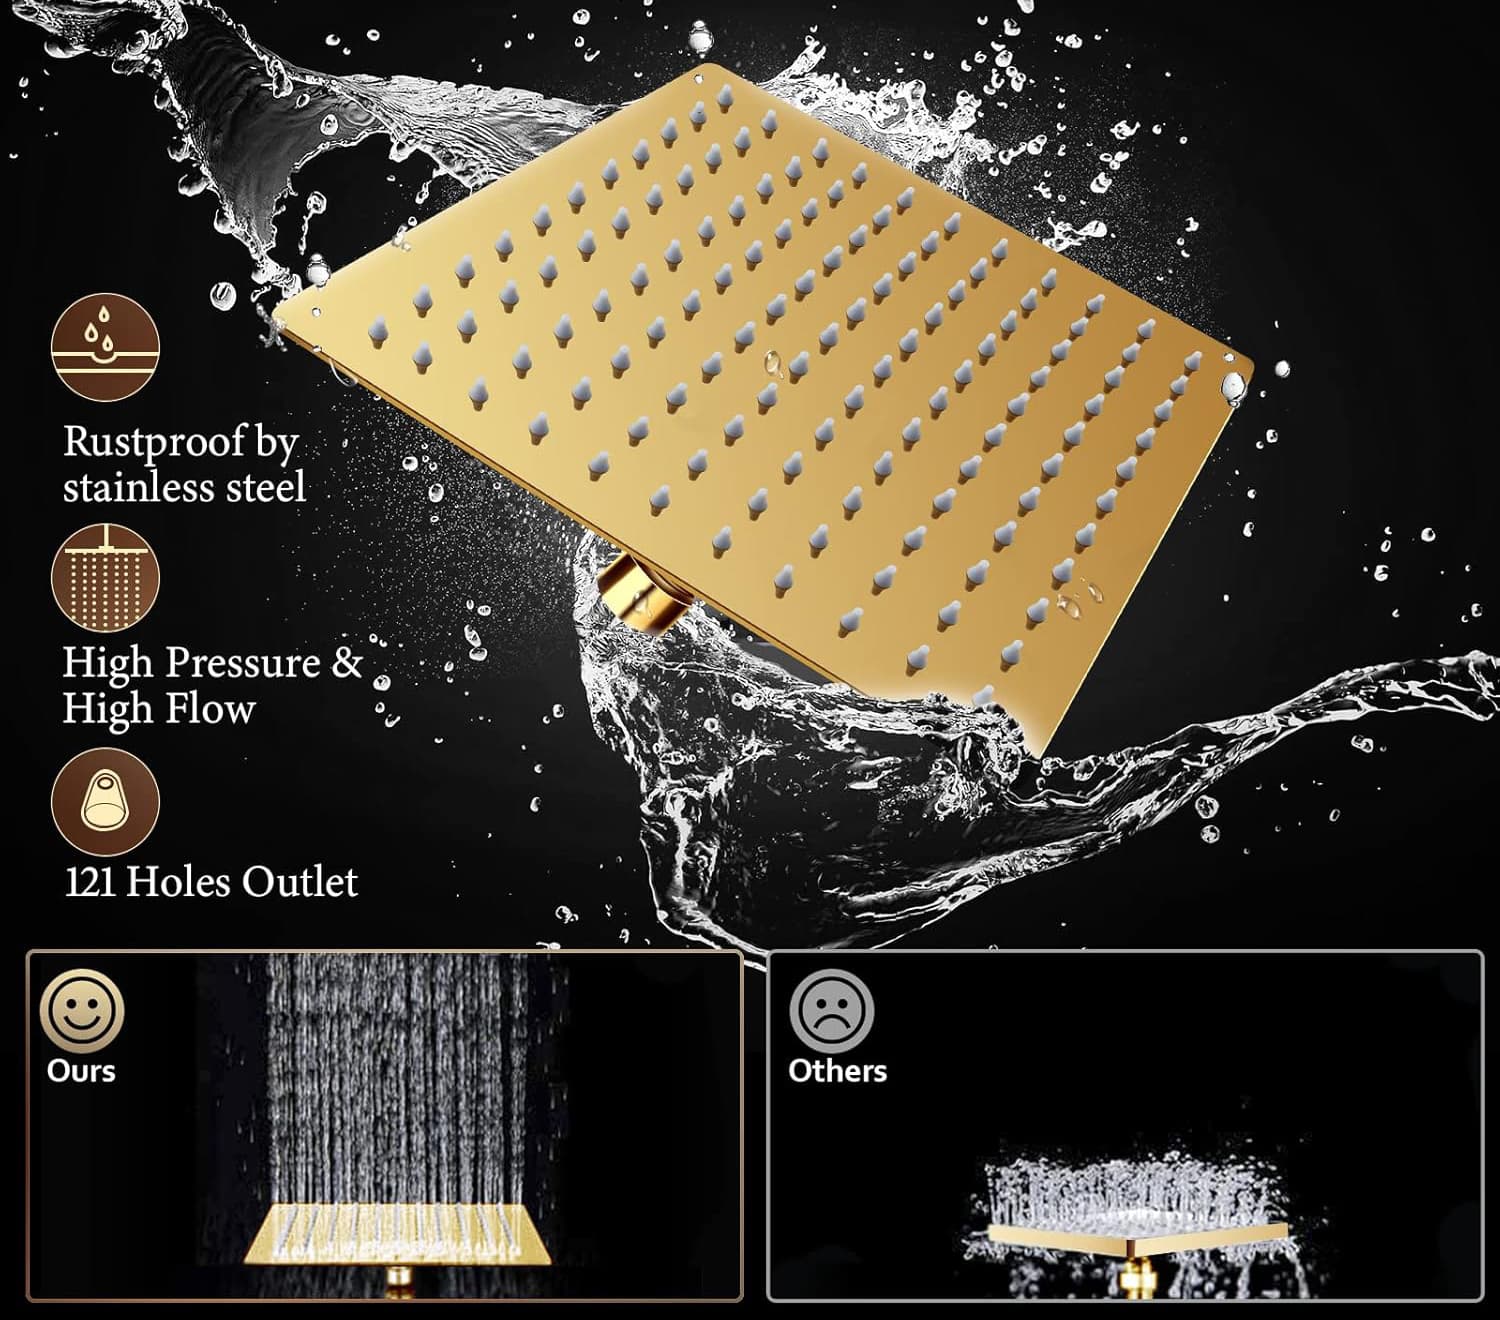 Rustproof by
stainless steel
High Pressure &
High Flow
121 Holes Outlet
Ours
Others